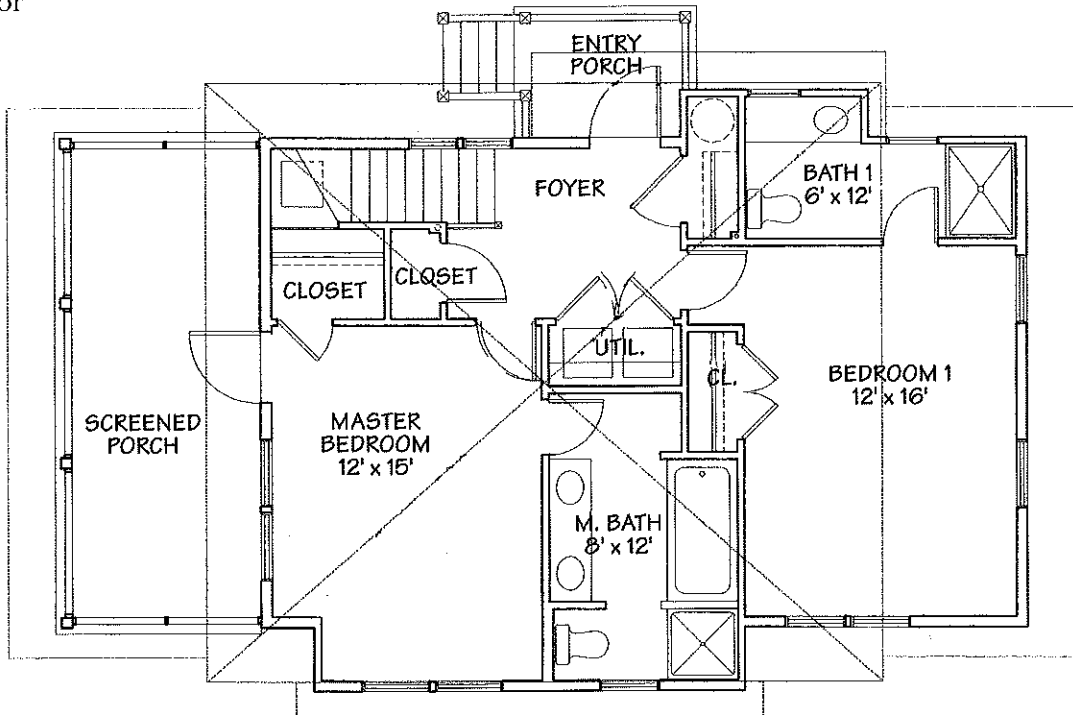 or
ENTRY
PORCH
FOYER
BATH 1
6' x 12'
CLOSET
CLOSET
UTIL.
CL.
BEDROOM 1
12' x 16'
SCREENED
PORCH
MASTER
BEDROOM
12' x 15'
M. BATH
8' x 12'